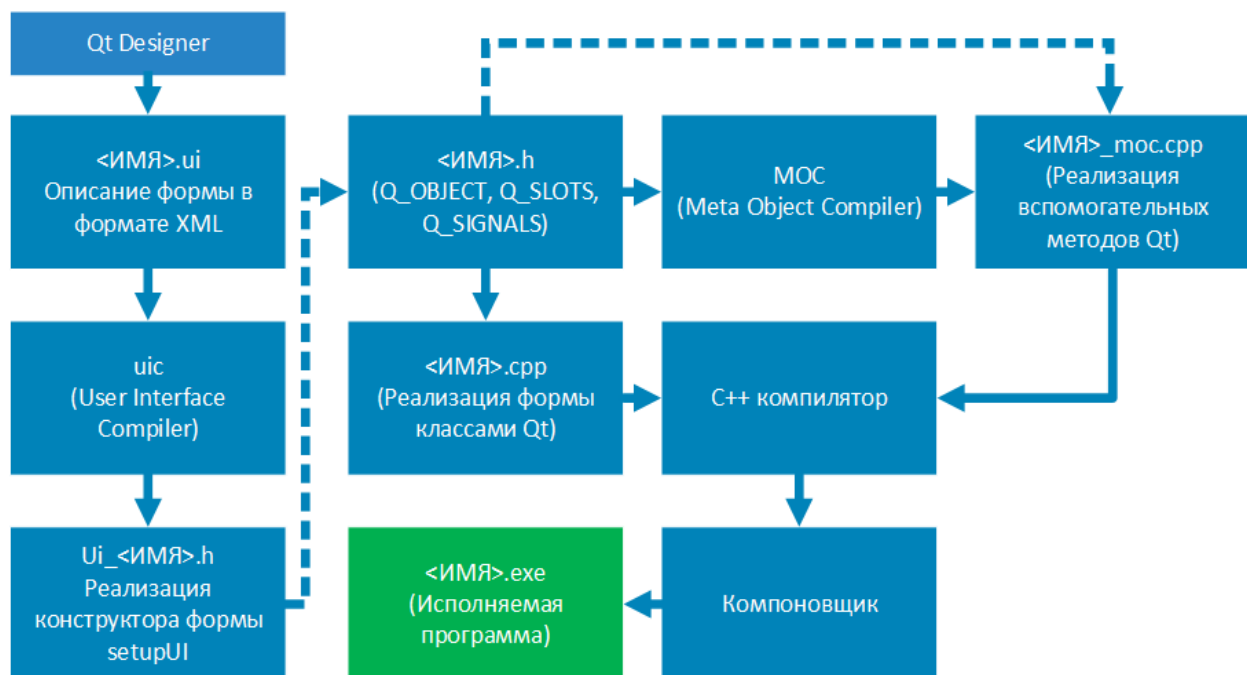 Qt Designer
<ИМЯ>.ui
Описание формы в
формате XML
uic
(User Interface
Compiler)
Ui_<ИМЯ>.h
Реализация
конструктора формы
setupUI
<ИМЯ>.h
(Q_OBJECT, Q_SLOTS,
Q_SIGNALS)
MOC
(Meta Object Compiler)
<ИМЯ>_moc.cpp
(Реализация
вспомогательных
методов Qt)
<ИМЯ>.cpp
(Реализация формы
классами Qt)
C++ компилятор
<ИМЯ>.exe
(Исполняемая
программа)
Компоновщик